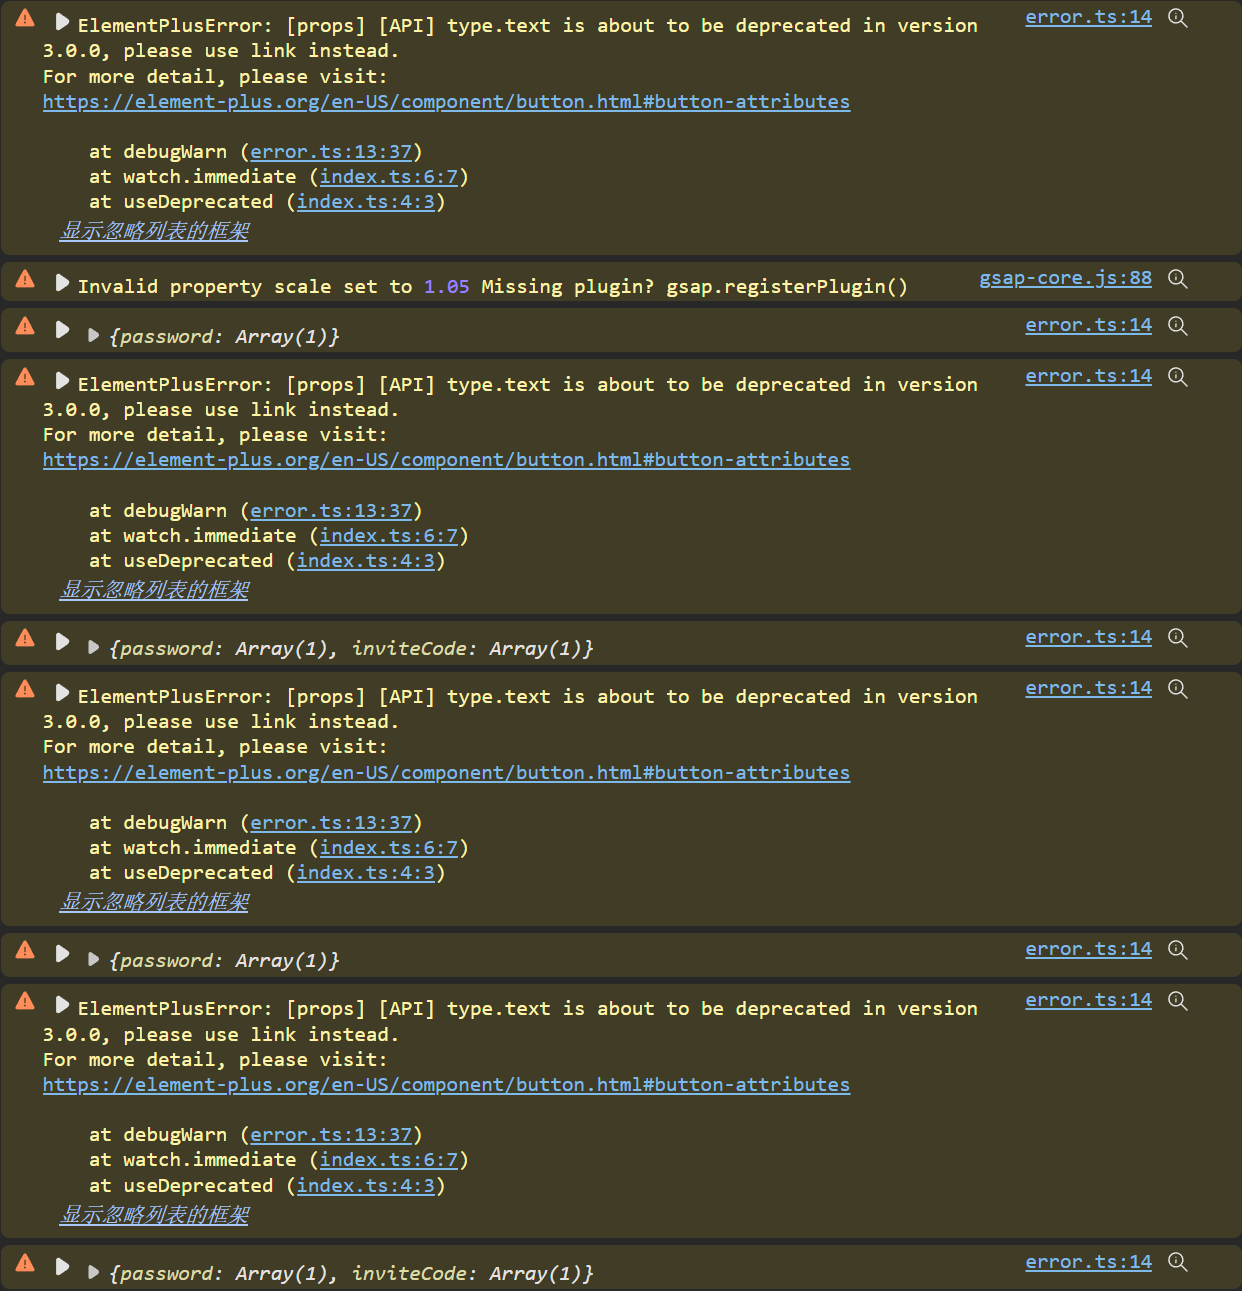 ElementPlusError: [props] [API] type.text is about to be deprecated in version error.ts:14
3.0.0, please use link instead.
For more detail, please visit:
https://element-plus.org/en-US/component/button.html#button-attributes
at debugWarn (error.ts:13:37)
at watch.immediate (index.ts:6:7)
at useDeprecated (index.ts:4:3)
显示忽略列表的框架
Invalid property scale set to 1.05 Missing plugin? gsap.registerPlugin() gsap-core.js:88
{password: Array(1)} error.ts:14
ElementPlusError: [props] [API] type.text is about to be deprecated in version error.ts:14
3.0.0, please use link instead.
For more detail, please visit:
https://element-plus.org/en-US/component/button.html#button-attributes
at debugWarn (error.ts:13:37)
at watch.immediate (index.ts:6:7)
at useDeprecated (index.ts:4:3)
显示忽略列表的框架
{password: Array(1), inviteCode: Array(1)} error.ts:14
ElementPlusError: [props] [API] type.text is about to be deprecated in version error.ts:14
3.0.0, please use link instead.
For more detail, please visit:
https://element-plus.org/en-US/component/button.html#button-attributes
at debugWarn (error.ts:13:37)
at watch.immediate (index.ts:6:7)
at useDeprecated (index.ts:4:3)
显示忽略列表的框架
{password: Array(1)} error.ts:14
ElementPlusError: [props] [API] type.text is about to be deprecated in version error.ts:14
3.0.0, please use link instead.
For more detail, please visit:
https://element-plus.org/en-US/component/button.html#button-attributes
at debugWarn (error.ts:13:37)
at watch.immediate (index.ts:6:7)
at useDeprecated (index.ts:4:3)
显示忽略列表的框架
{password: Array(1), inviteCode: Array(1)} error.ts:14